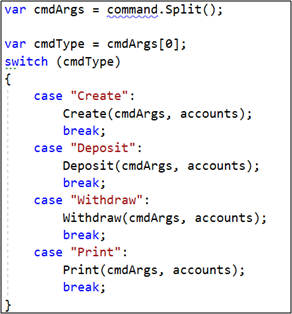 var cmdArgs = command.Split();
var cmdType = cmdArgs[0];
switch (cmdType)
{
case "Create":
Create(cmdArgs, accounts);
break;
case "Deposit":
Deposit(cmdArgs, accounts);
break;
case "Withdraw":
Withdraw(cmdArgs, accounts);
break;
case "Print":
Print(cmdArgs, accounts);
break;
}